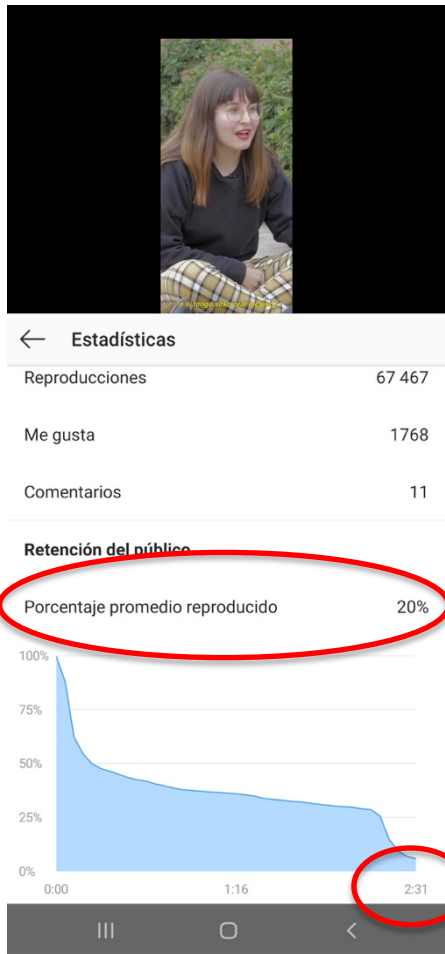 Estadísticas
Reproducciones 67 467
Me gusta 1768
Comentarios 11
Retención del público
Porcentaje promedio reproducido 20%
100%
75%
50%
25%
0%
0:00 1:16 2:31